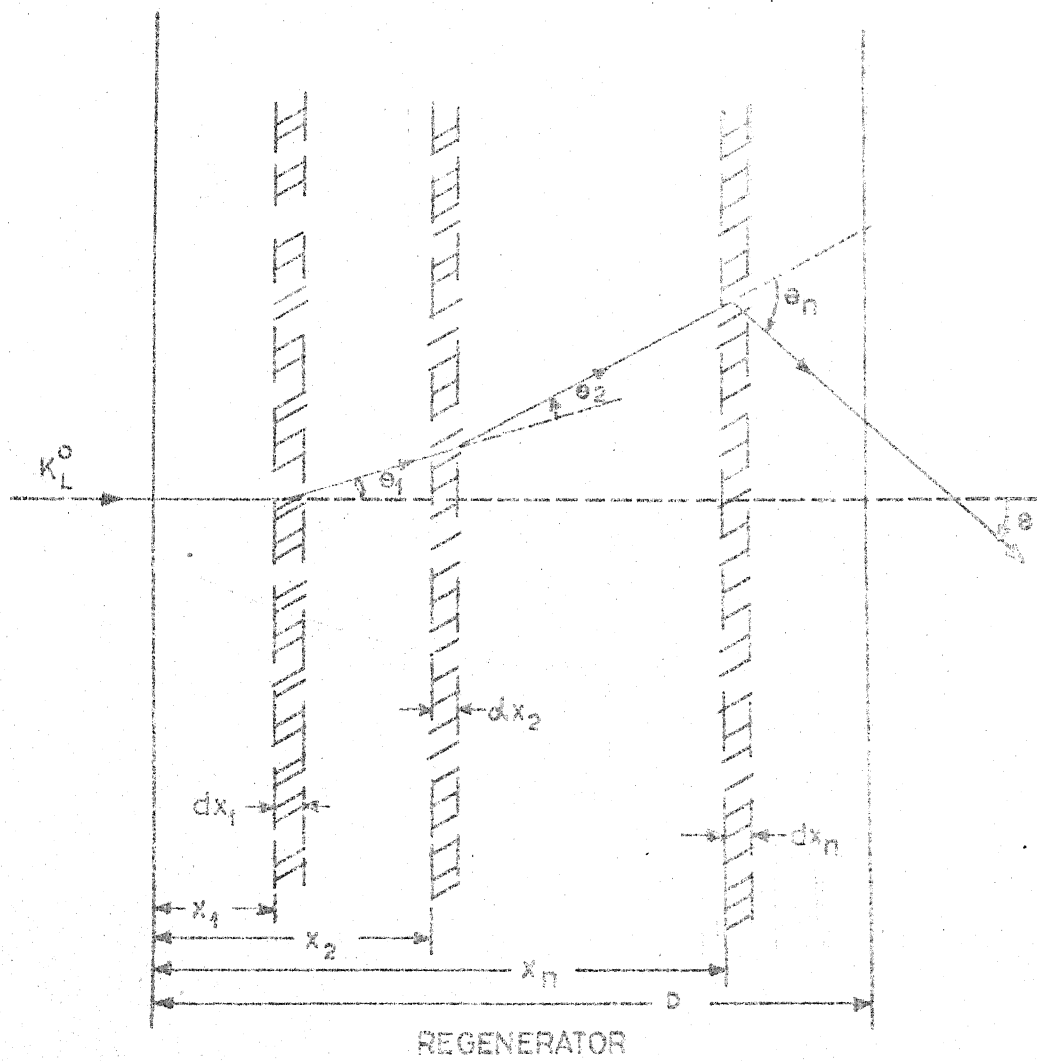 θn
θ2
K°L
θ1
θ
dx2
dx1
dxn
x1
x2
xn
D
REGENERATOR